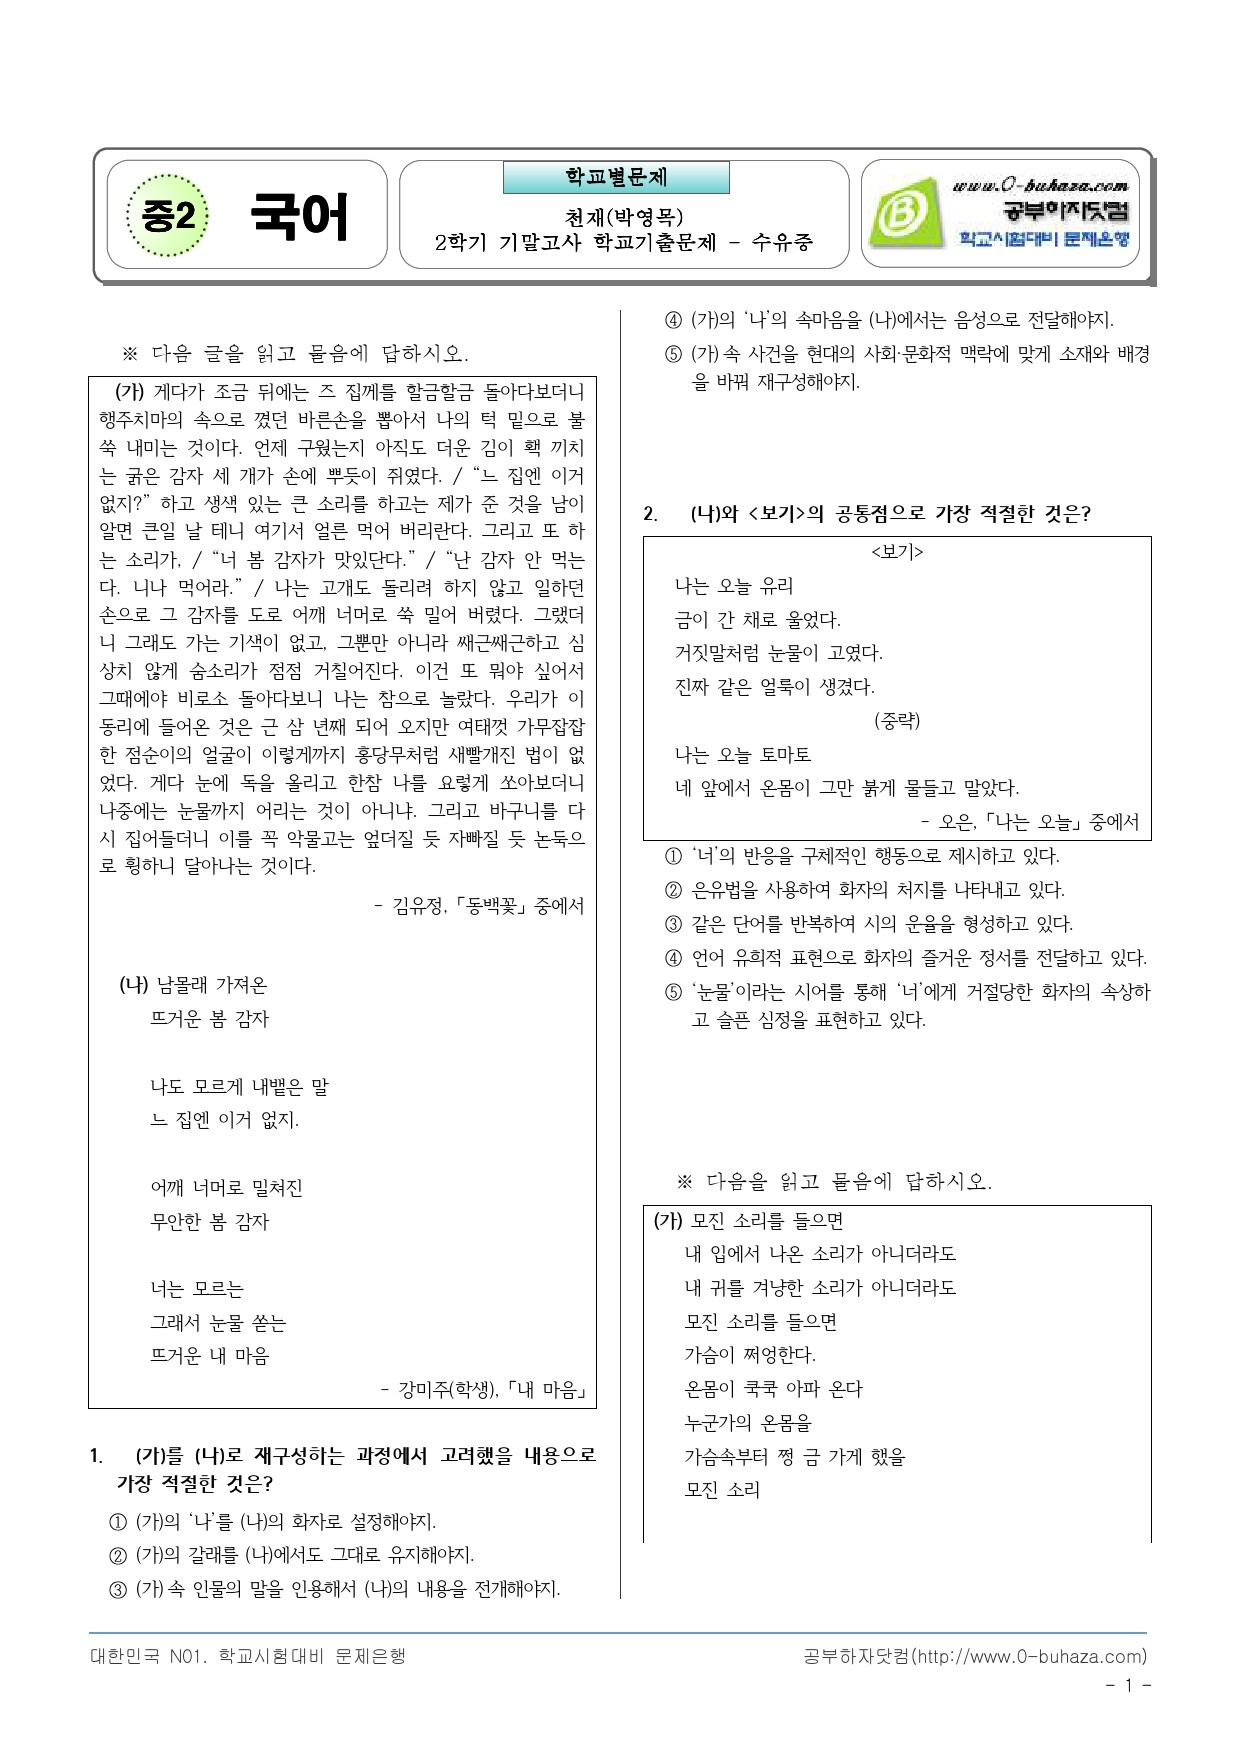 중2
국어
학교별문제
천재(박영목)
2학기 기말고사 학교기출문제 - 수유중
www.0-buhaza.com
공부하자닷컴
학교시험대비 문제은행
※ 다음 글을 읽고 물음에 답하시오.
(가) 게다가 조금 뒤에는 즈 집께를 할금할금 돌아다보더니
행주치마의 속으로 꼈던 바른손을 뽑아서 나의 턱 밑으로 불
쑥 내미는 것이다. 언제 구웠는지 아직도 더운 김이 홱 끼치
는 굵은 감자 세 개가 손에 뿌듯이 쥐였다. / “느 집엔 이거
없지?” 하고 생색 있는 큰 소리를 하고는 제가 준 것을 남이
알면 큰일 날 테니 여기서 얼른 먹어 버리란다. 그리고 또 하
는 소리가, / “너 봄 감자가 맛있단다.” / “난 감자 안 먹는
다. 니나 먹어라.” / 나는 고개도 돌리려 하지 않고 일하던
손으로 그 감자를 도로 어깨 너머로 쑥 밀어 버렸다. 그랬더
니 그래도 가는 기색이 없고, 그뿐만 아니라 쌔근쌔근하고 심
상치 않게 숨소리가 점점 거칠어진다. 이건 또 뭐야 싶어서
그때에야 비로소 돌아다보니 나는 참으로 놀랐다. 우리가 이
동리에 들어온 것은 근 삼 년째 되어 오지만 여태껏 가무잡잡
한 점순이의 얼굴이 이렇게까지 홍당무처럼 새빨개진 법이 없
었다. 게다 눈에 독을 올리고 한참 나를 요렇게 쏘아보더니
나중에는 눈물까지 어리는 것이 아니냐. 그리고 바구니를 다
시 집어들더니 이를 꼭 악물고는 엎더질 듯 자빠질 듯 논둑으
로 휭하니 달아나는 것이다.
- 김유정,「동백꽃」중에서
(나) 남몰래 가져온
뜨거운 봄 감자
나도 모르게 내뱉은 말
느 집엔 이거 없지.
어깨 너머로 밀쳐진
무안한 봄 감자
너는 모르는
그래서 눈물 쏟는
뜨거운 내 마음
- 강미주(학생),「내 마음」
1. (가)를 (나)로 재구성하는 과정에서 고려했을 내용으로
가장 적절한 것은?
① (가)의 ‘나’를 (나)의 화자로 설정해야지.
② (가)의 갈래를 (나)에서도 그대로 유지해야지.
③ (가) 속 인물의 말을 인용해서 (나)의 내용을 전개해야지.
④ (가)의 ‘나’의 속마음을 (나)에서는 음성으로 전달해야지.
⑤ (가) 속 사건을 현대의 사회·문화적 맥락에 맞게 소재와 배경
을 바꿔 재구성해야지.
2. (나)와 <보기>의 공통점으로 가장 적절한 것은?
<보기>
나는 오늘 유리
금이 간 채로 울었다.
거짓말처럼 눈물이 고였다.
진짜 같은 얼룩이 생겼다.
(중략)
나는 오늘 토마토
네 앞에서 온몸이 그만 붉게 물들고 말았다.
- 오은,「나는 오늘」중에서
① ‘너’의 반응을 구체적인 행동으로 제시하고 있다.
② 은유법을 사용하여 화자의 처지를 나타내고 있다.
③ 같은 단어를 반복하여 시의 운율을 형성하고 있다.
④ 언어 유희적 표현으로 화자의 즐거운 정서를 전달하고 있다.
⑤ ‘눈물’이라는 시어를 통해 ‘너’에게 거절당한 화자의 속상하
고 슬픈 심정을 표현하고 있다.
※ 다음을 읽고 물음에 답하시오.
(가) 모진 소리를 들으면
내 입에서 나온 소리가 아니더라도
내 귀를 겨냥한 소리가 아니더라도
모진 소리를 들으면
가슴이 쩌엉한다.
온몸이 쿡쿡 아파 온다
누군가의 온몸을
가슴속부터 쩡 금 가게 했을
모진 소리
대한민국 N01. 학교시험대비 문제은행
공부하자닷컴(http://www.0-buhaza.com)
- 1 -